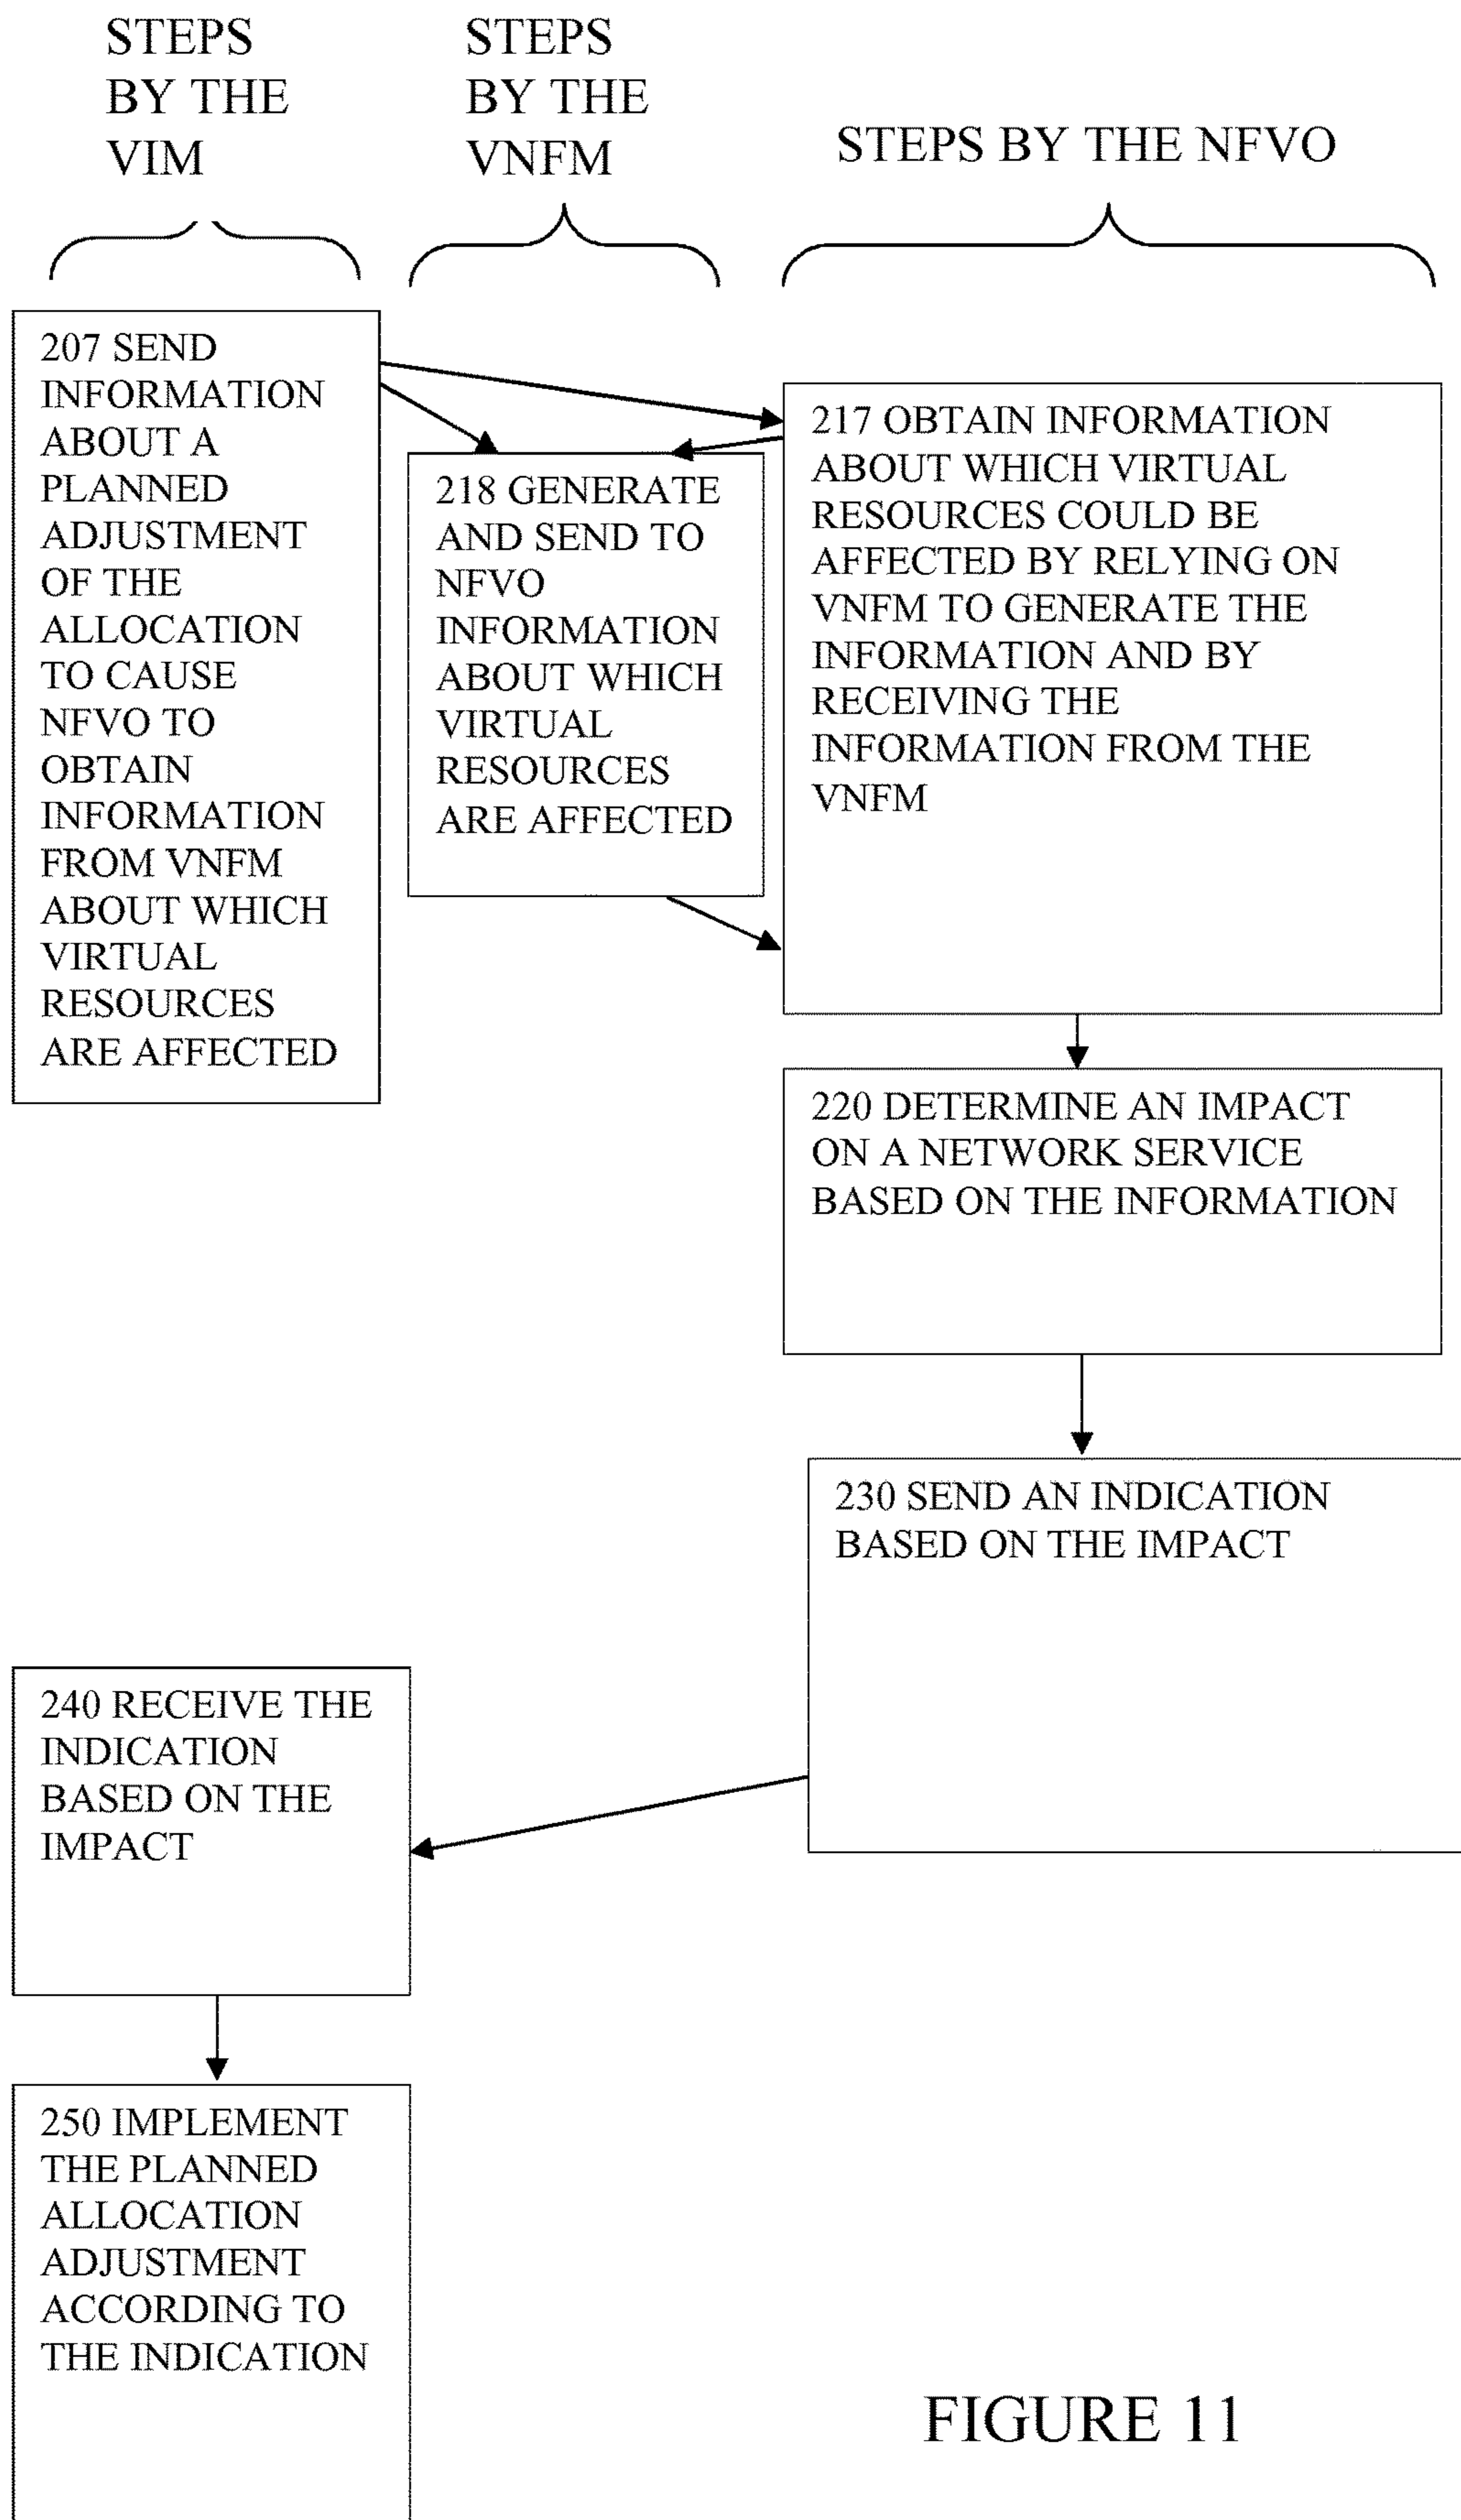 STEPS
BY THE
VIM
STEPS
BY THE
VNFM
STEPS BY THE NFVO
207 SEND
INFORMATION
ABOUT A
PLANNED
ADJUSTMENT
OF THE
ALLOCATION
TO CAUSE
NFVO TO
OBTAIN
INFORMATION
FROM VNFM
ABOUT WHICH
VIRTUAL
RESOURCES
ARE AFFECTED
218 GENERATE
AND SEND TO
NFVO
INFORMATION
ABOUT WHICH
VIRTUAL
RESOURCES
ARE AFFECTED
217 OBTAIN INFORMATION
ABOUT WHICH VIRTUAL
RESOURCES COULD BE
AFFECTED BY RELYING ON
VNFM TO GENERATE THE
INFORMATION AND BY
RECEIVING THE
INFORMATION FROM THE
VNFM
220 DETERMINE AN IMPACT
ON A NETWORK SERVICE
BASED ON THE INFORMATION
230 SEND AN INDICATION
BASED ON THE IMPACT
240 RECEIVE THE
INDICATION
BASED ON THE
IMPACT
250 IMPLEMENT
THE PLANNED
ALLOCATION
ADJUSTMENT
ACCORDING TO
THE INDICATION
FIGURE 11